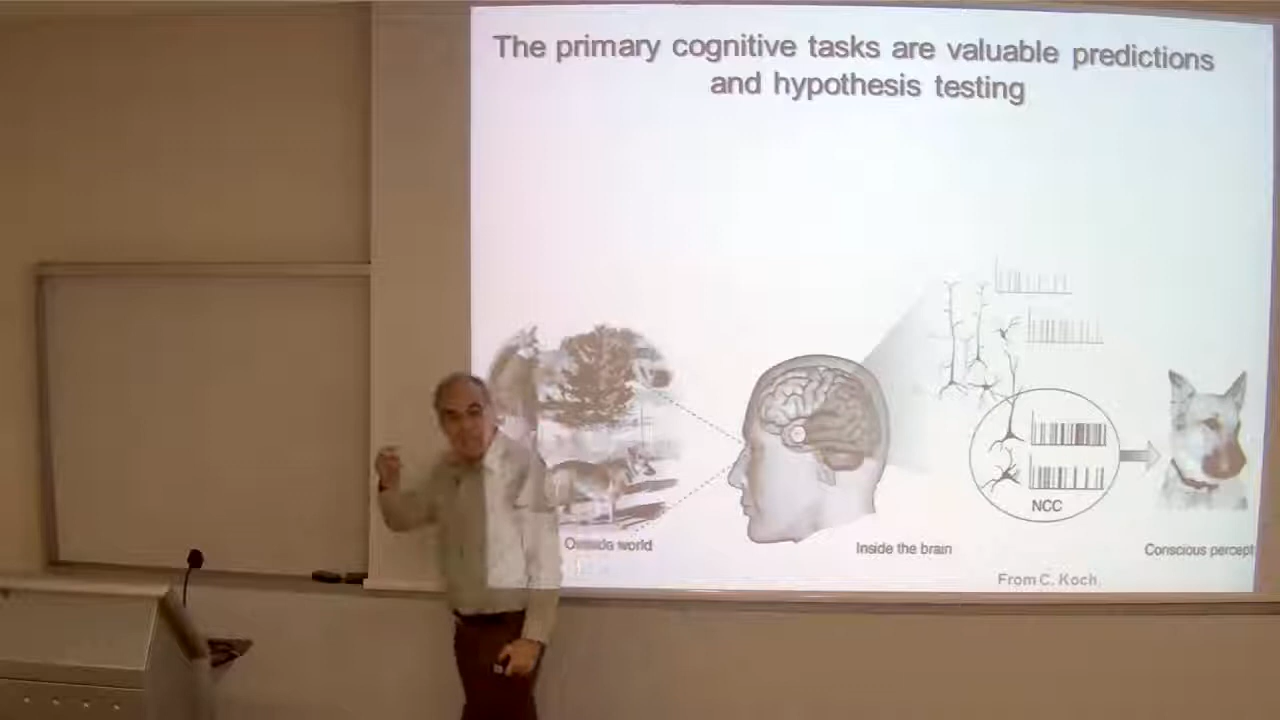 The primary cognitive tasks are valuable predictions
and hypothesis testing
NCC
Outside world
Inside the brain
Conscious percept
From C. Koch,